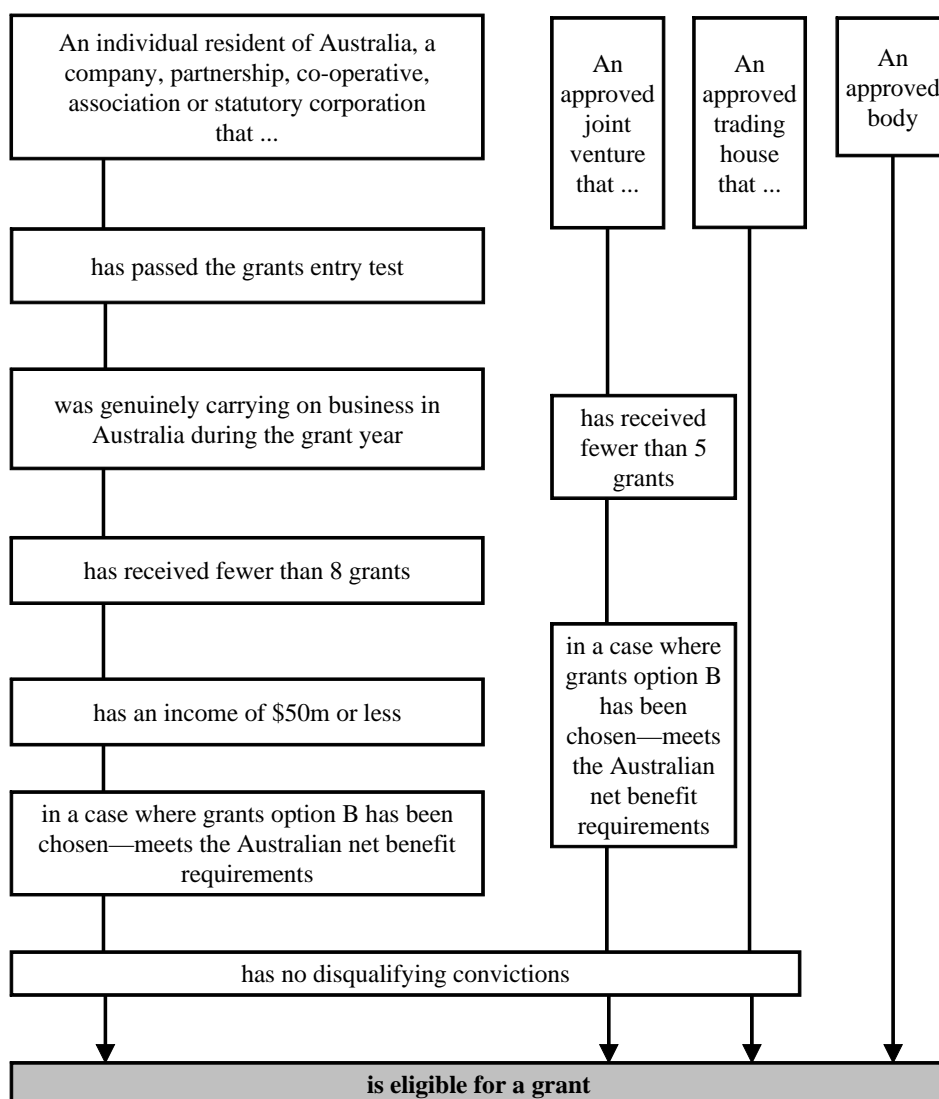 An individual resident of Australia, a
company, partnership, co-operative,
association or statutory corporation
that ...
An
approved
joint
venture
that ...
An
approved
trading
house
that ...
An
approved
body
has passed the grants entry test
was genuinely carrying on business in
Australia during the grant year
has received
fewer than 5
grants
has received fewer than 8 grants
in a case where
grants option B
has been
chosen—meets
the Australian
net benefit
requirements
has an income of $50m or less
in a case where grants option B has been
chosen—meets the Australian net benefit
requirements
has no disqualifying convictions
is eligible for a grant